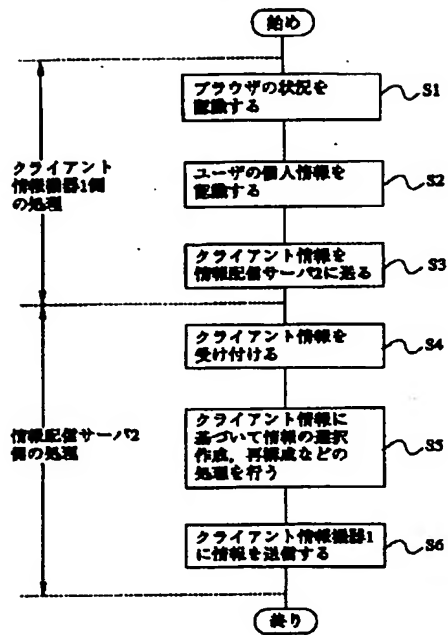 始め
ブラウザの状況を
認識する
S1
クライアント
情報機器1側
の処理
ユーザの個人情報を
認識する
S2
クライアント情報を
情報配信サーバ2に送る
S3
クライアント情報を
受け付ける
S4
情報配信サーバ2
側の処理
クライアント情報に
基づいて情報の選択
作成，再構成などの
処理を行う
S5
クライアント情報機器1
に情報を送信する
S6
終り